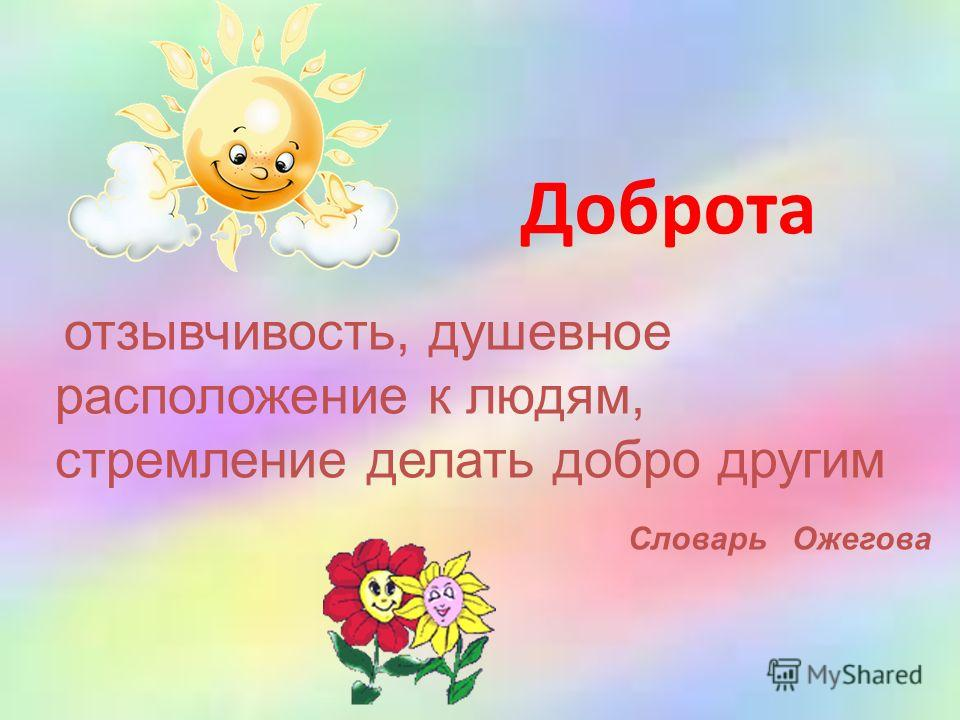 Доброта
отзывчивость, душевное
расположение к людям,
стремление делать добро другим
Словарь Ожегова
MyShared